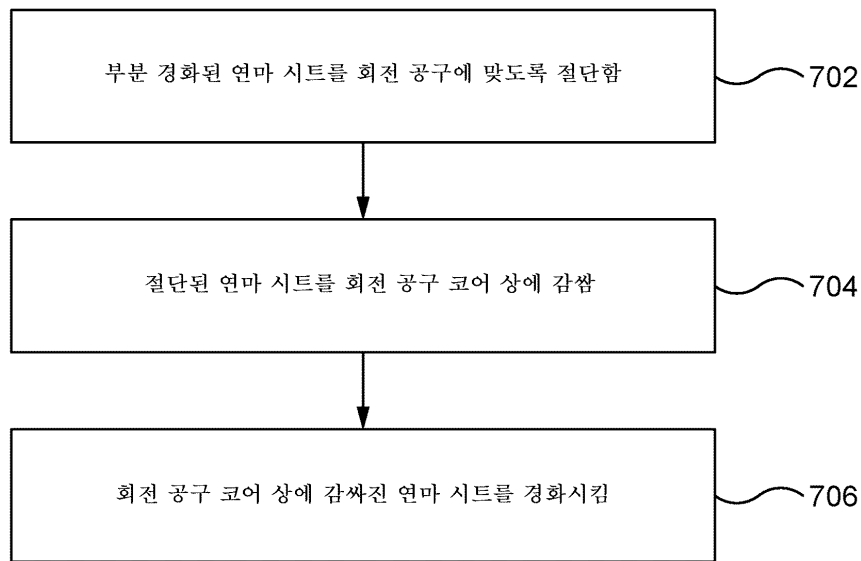 부분 경화된 연마 시트를 회전 공구에 맞도록 절단함
702
절단된 연마 시트를 회전 공구 코어 상에 감쌈
704
회전 공구 코어 상에 감싸진 연마 시트를 경화시킴
706